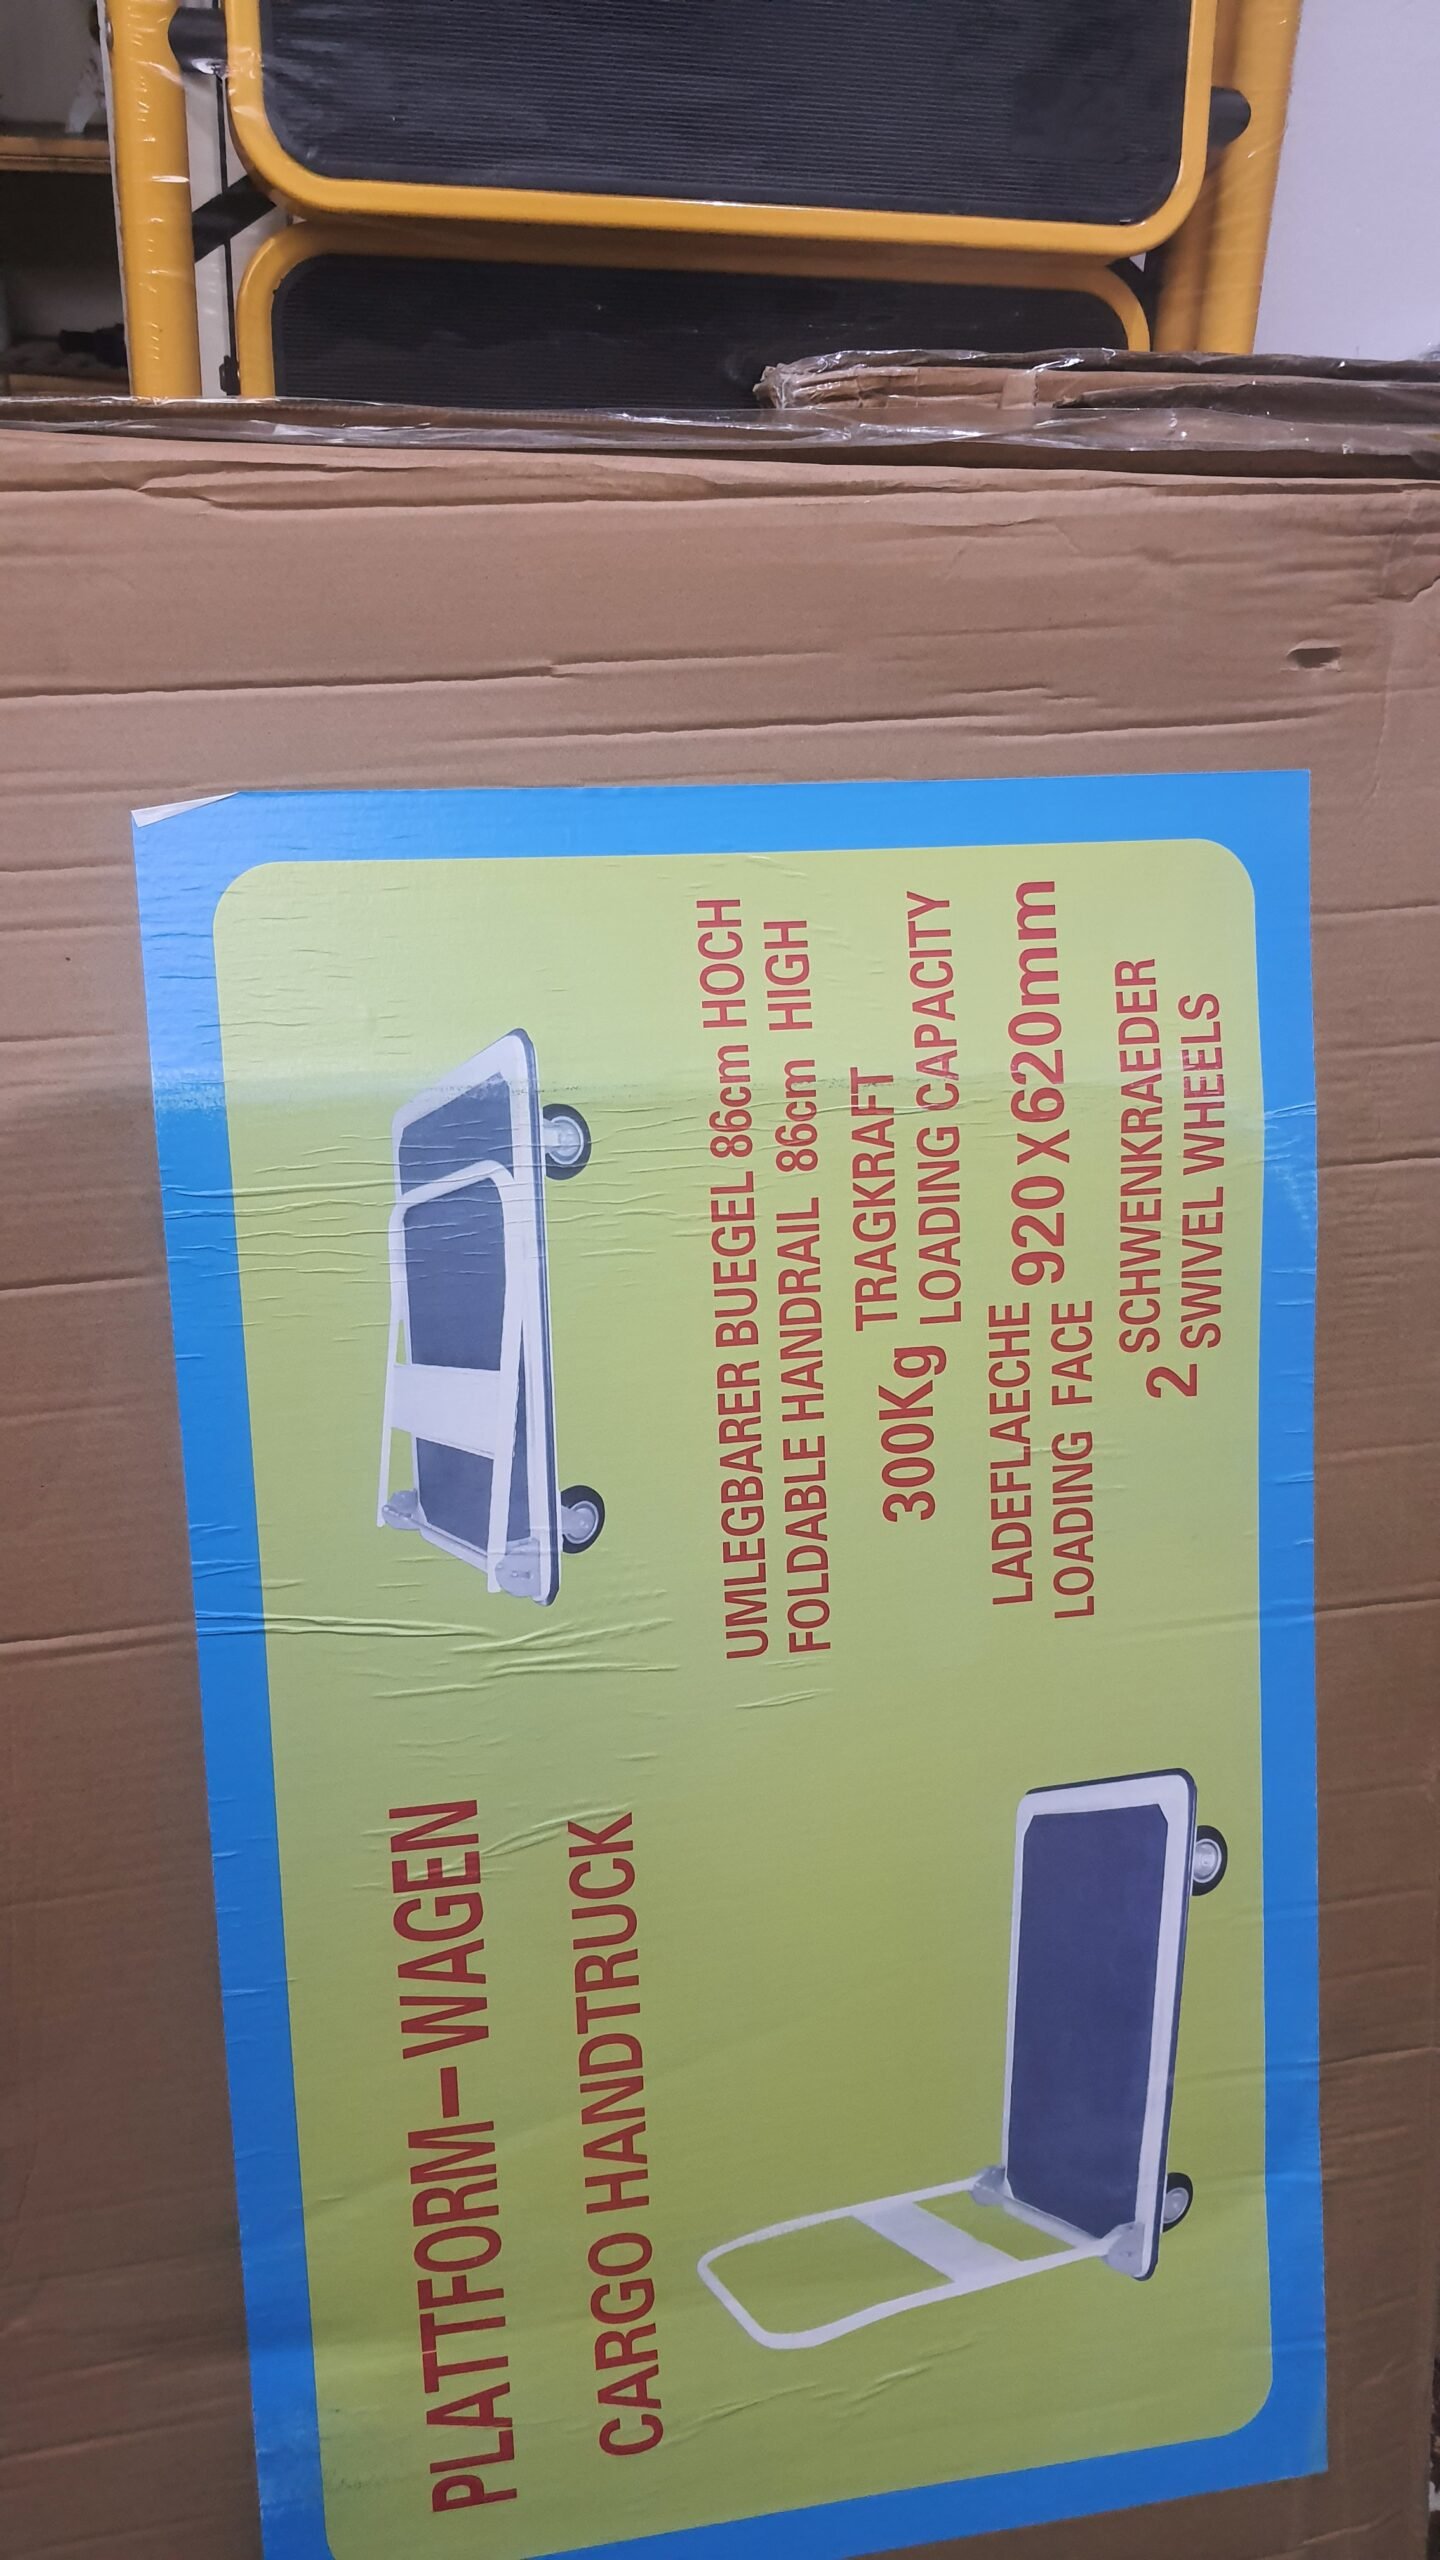 PLATTFORM-WAGEN
CARGO HANDTRUCK
UMLEGBARER BUEGEL 86cm HOCH
FOLDABLE HANDRAIL 86cm HIGH
300Kg TRAGKRAFT
LOADING CAPACITY
LADEFLAECHE
LOADING FACE 920 X 620mm
2 SCHWENKRAEDER
SWIVEL WHEELS